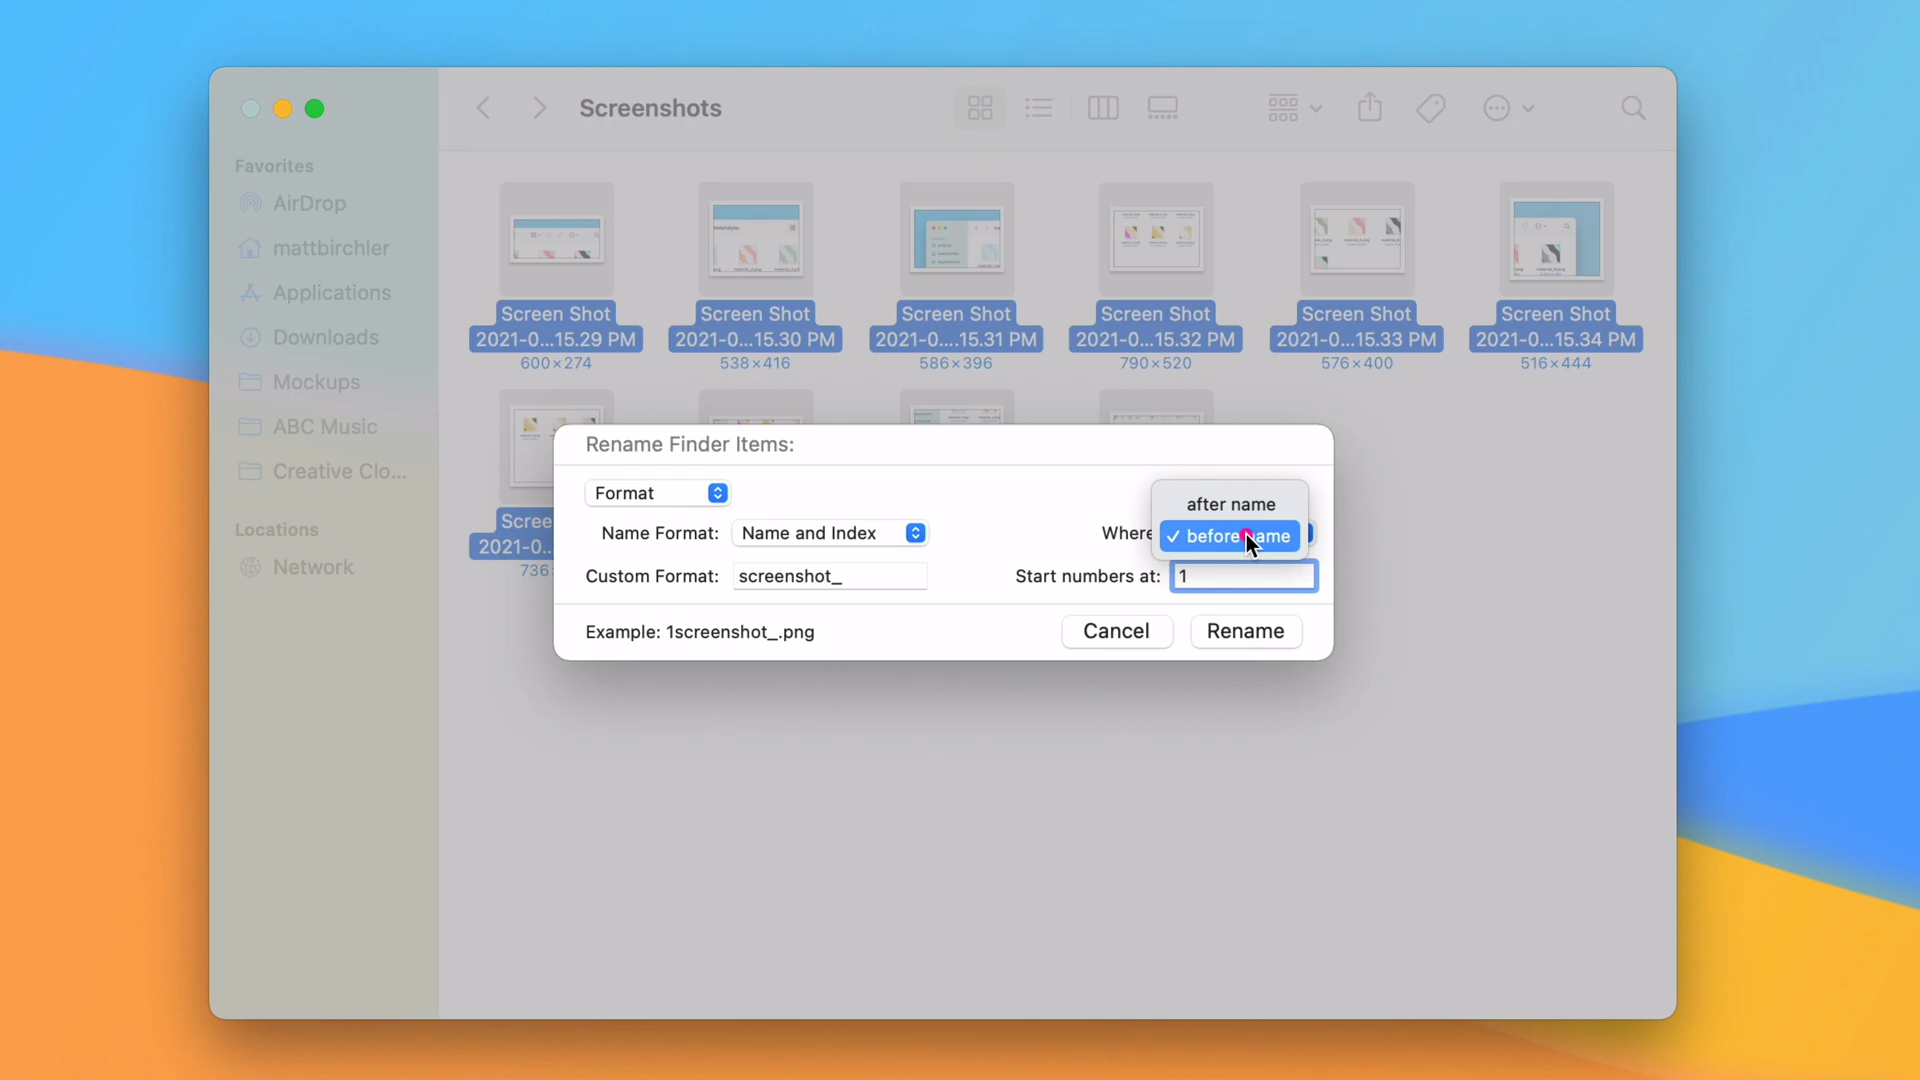 Screenshots
Favorites
AirDrop
mattbirchler
Applications
Downloads
Mockups
ABC Music
Creative Clo...
Locations
Network
Screen Shot
2021-0...15.29 PM
600×274
Screen Shot
2021-0...15.30 PM
538×416
Screen Shot
2021-0...15.31 PM
586×396
Screen Shot
2021-0...15.32 PM
790×520
Screen Shot
2021-0...15.33 PM
576×400
Screen Shot
2021-0...15.34 PM
516×444
Scree
2021-0...
736
Rename Finder Items:
Format
after name
Name Format: Name and Index
Where
✓ before name
Custom Format: screenshot_
Start numbers at: 1
Example: 1screenshot_.png
Cancel
Rename